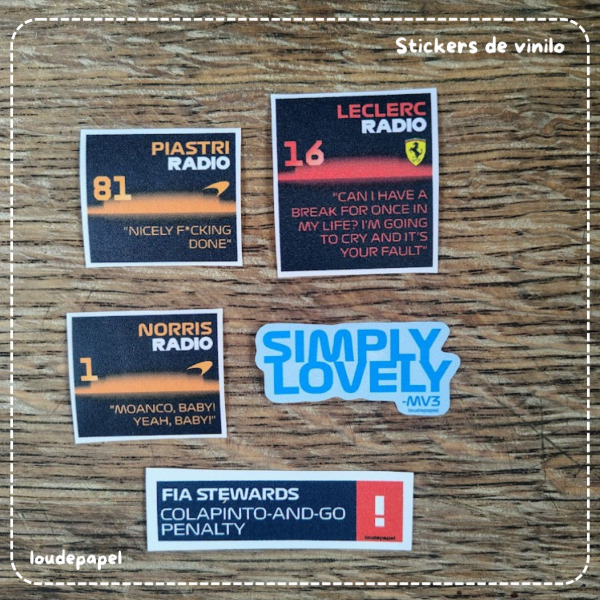 Stickers de vinilo
PIASTRI
RADIO
81
"NICELY F*CKING
DONE"
LECLERC
RADIO
16
"CAN I HAVE A
BREAK FOR ONCE IN
MY LIFE? I'M GOING
TO CRY AND IT'S
YOUR FAULT"
NORRIS
RADIO
1
"MOANCO, BABY!
YEAH, BABY!"
SIMPLY
LOVELY
-MV3
loudepapel
FIA STEWARDS
COLAPINTO-AND-GO
PENALTY
!
loudepapel
loudepapel